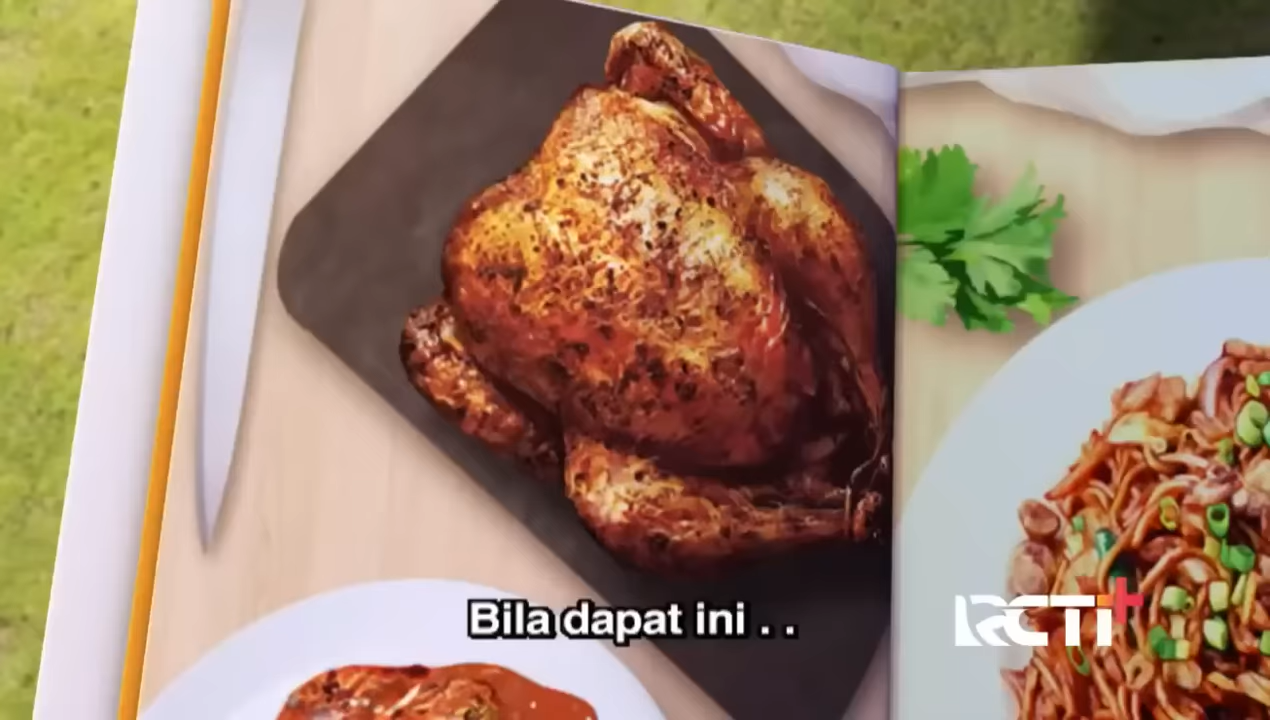 Bila dapat ini . .
RCTI+